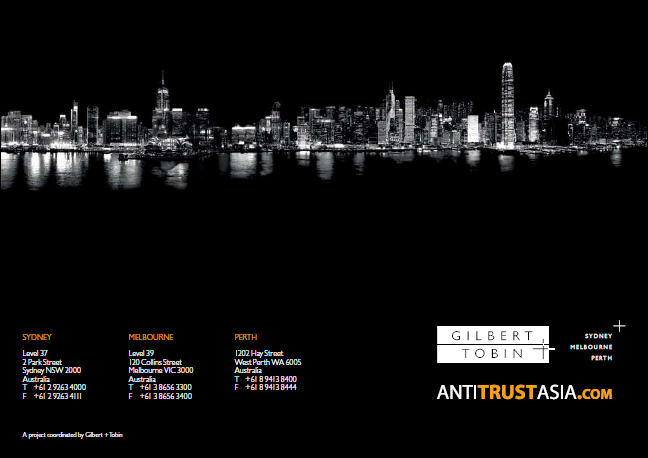 SYDNEY
Level 37
2 Park Street
Sydney NSW 2000
Australia
T +61 2 9263 4000
F +61 2 9263 4111
MELBOURNE
Level 39
120 Collins Street
Melbourne VIC 3000
Australia
T +61 3 8656 3300
F +61 3 8656 3400
PERTH
1202 Hay Street
West Perth WA 6005
Australia
T +61 8 9413 8400
F +61 8 9413 8444
GILBERT
TOBIN
SYDNEY
MELBOURNE
PERTH
ANTITRUSTASIA.COM
A project coordinated by Gilbert + Tobin